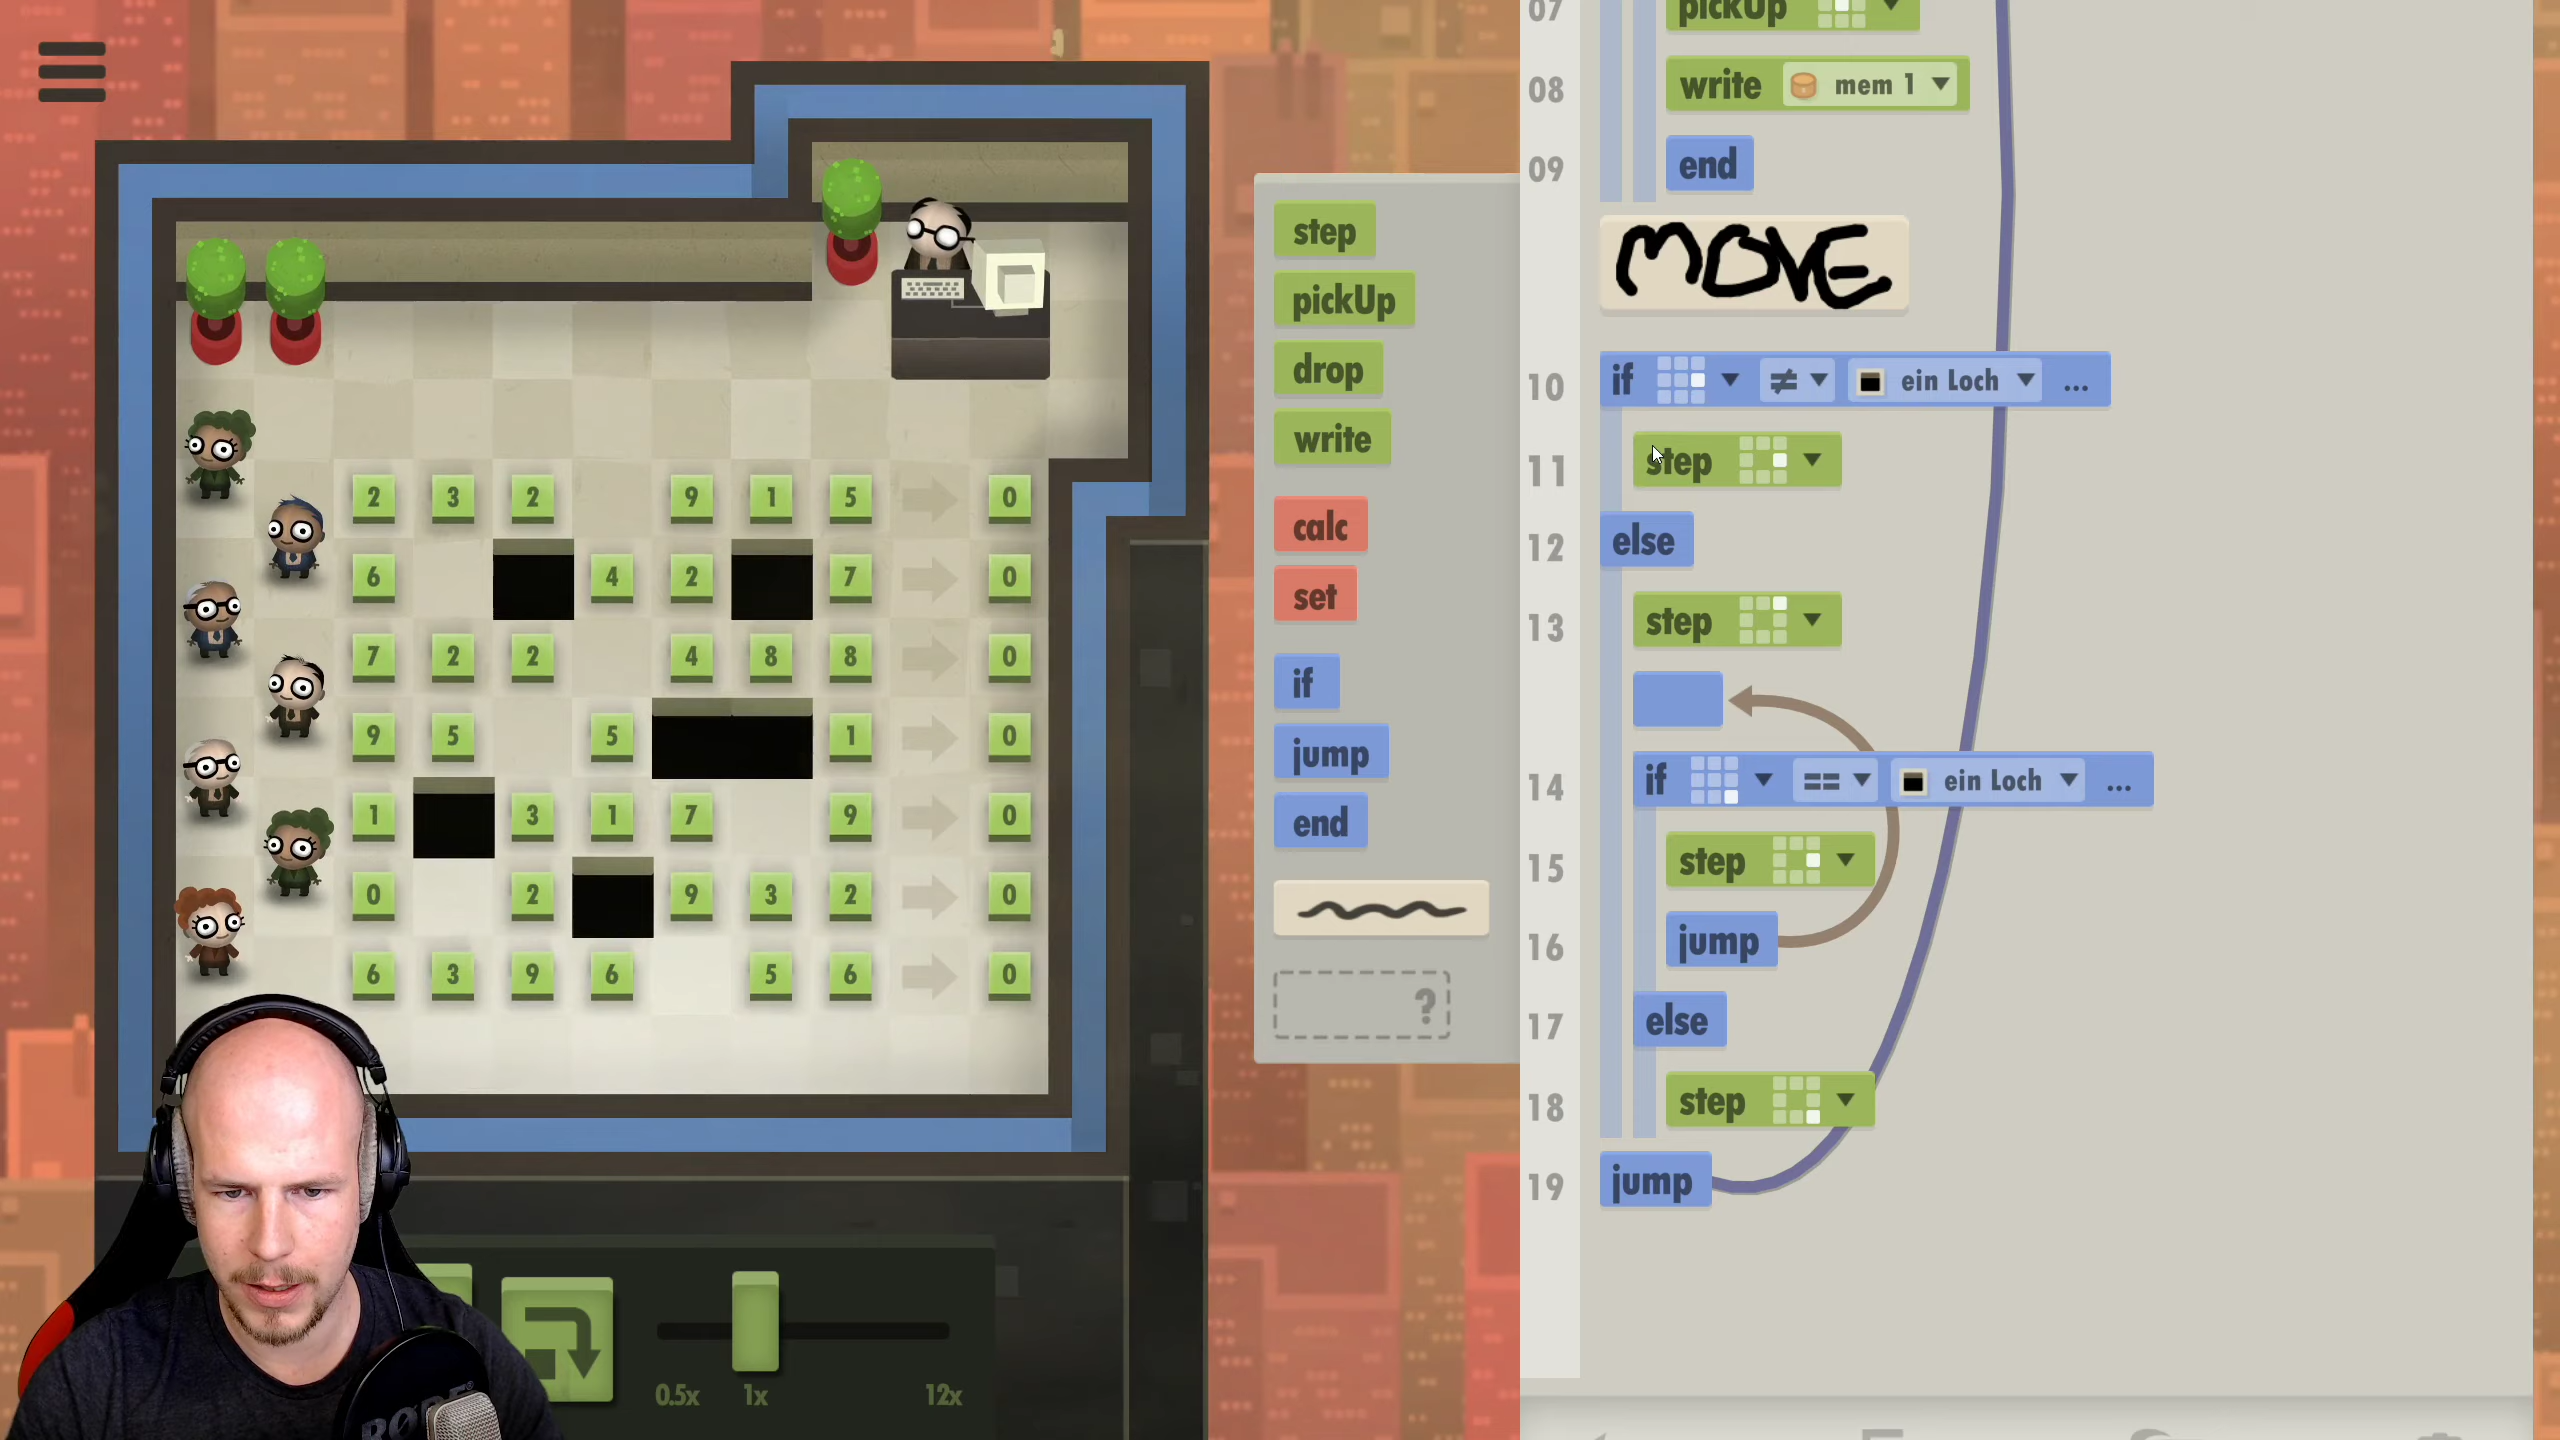 07 pickUp
08 write mem 1
09 end
MOVE
10 if ≠ ein Loch ...
11 step
12 else
13 step
14 if == ein Loch ...
15 step
16 jump
17 else
18 step
19 jump
step
pickUp
drop
write
calc
set
if
jump
end
?
2 3 2 9 1 5 0
6 4 2 7 0
7 2 2 4 8 8 0
9 5 5 1 0
1 3 1 7 9 0
0 2 9 3 2 0
6 3 9 6 5 6 0
0.5x 1x 12x